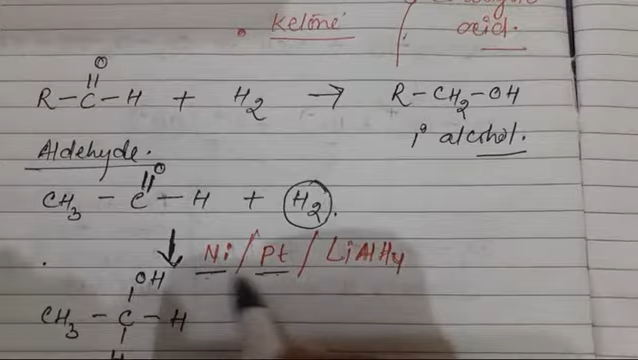 • Ketone
acid.
O
R-C-H + H2 → R-CH2-OH
Aldehyde.
1° alcohol.
O
CH3 - C-H + H2.
Ni/Pt/LiAlH4
OH
CH3 - C-H
H